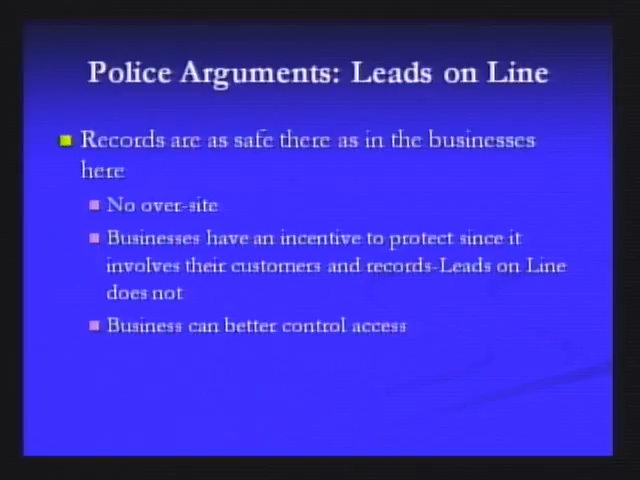 Police Arguments: Leads on Line
Records are as safe there as in the businesses
here
No over-site
Businesses have an incentive to protect since it
involves their customers and records-Leads on Line
does not
Business can better control access